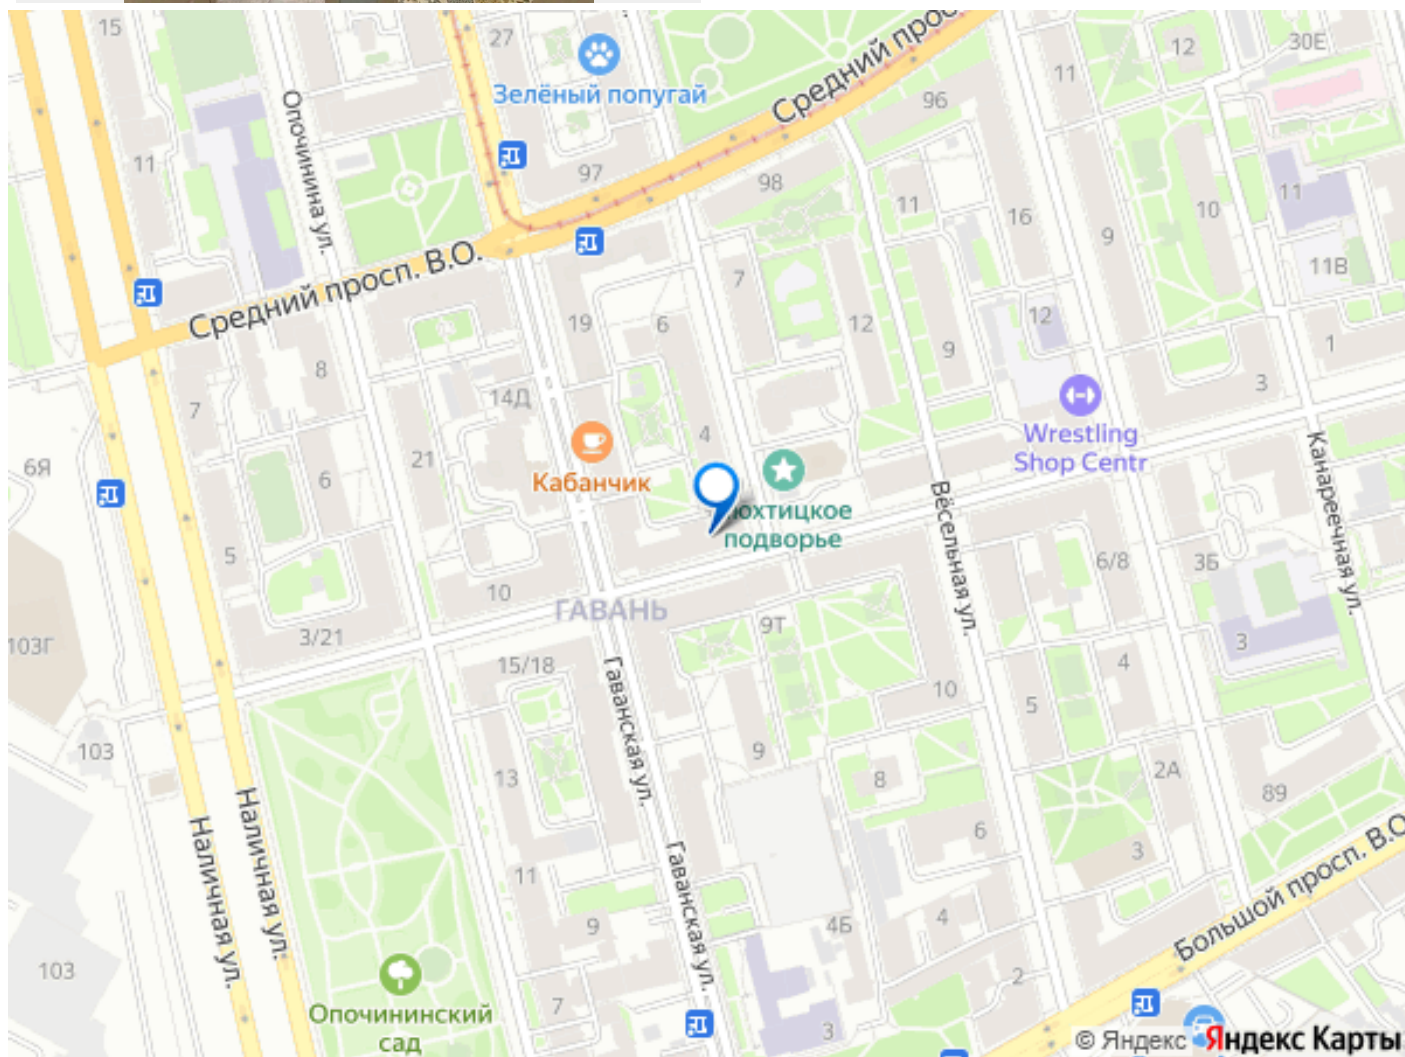 15
27
Зелёный попугай
Средний прос
12
30Е
11
96
Опочинина ул.
11
97
98
11
16
10
11
9
11В
Средний просп. В.О.
7
19
6
12
12
9
1
8
3
14Д
7
4
Wrestling
Shop Centr
Канареечная ул.
6Я
21
6
Кабанчик
Вёсельная ул.
юхтицкое
подворье
5
10
6/8
3Б
ГАВАНЬ
9Т
3/21
103Г
15/18
Гаванская ул.
3
4
10
5
103
9
13
8
2А
89
Наличная ул.
Наличная ул.
6
3
Большой просп. В.О
11
Гаванская ул.
9
4Б
4
103
2
Опочининский
сад
7
3
© Яндекс Яндекс Карты